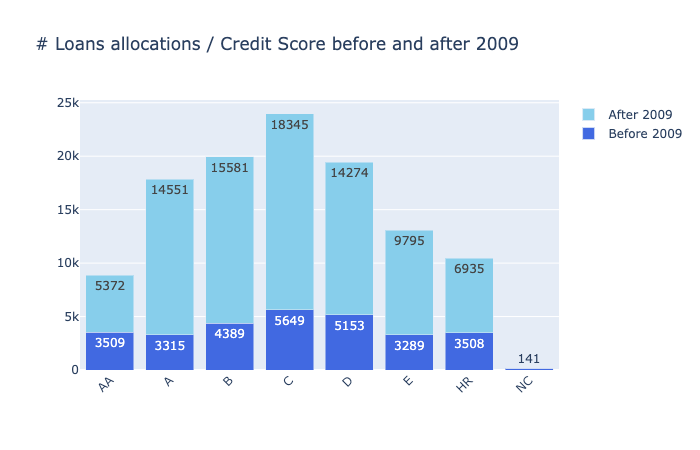 # Loans allocations / Credit Score before and after 2009
25k
20k
15k
10k
5k
0
5372
14551
15581
18345
14274
9795
6935
3509
3315
4389
5649
5153
3289
3508
141
AA
A
B
C
D
E
HR
NC
After 2009
Before 2009